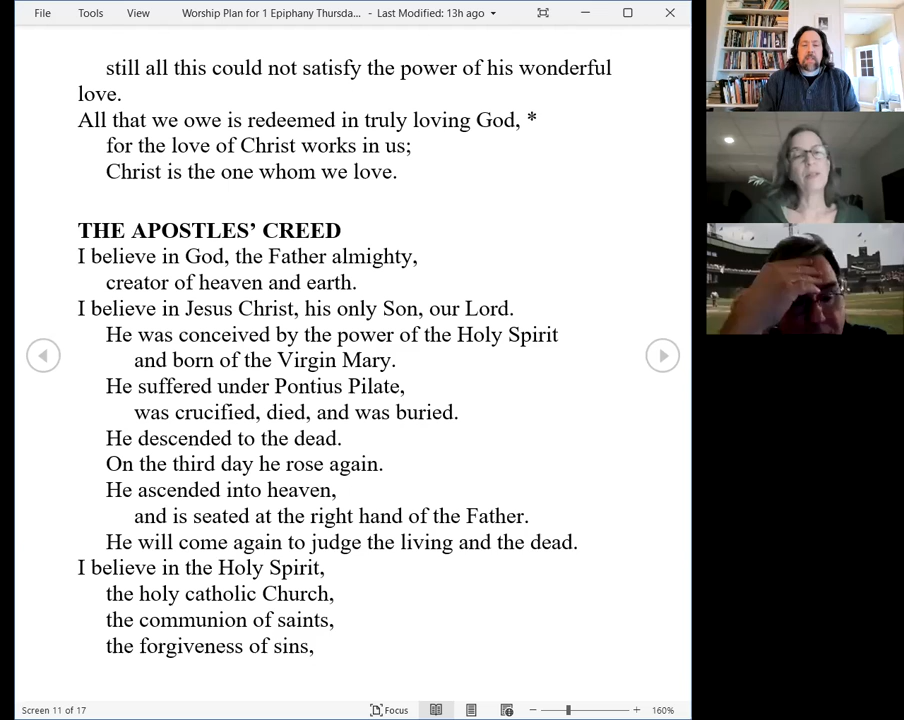 File Tools Worship Plan for 1 Epiphany Thursda... - Last Modified: 13h ago
still all this could not satisfy the power of his wonderful
love.
All that we owe is redeemed in truly loving God, *
for the love of Christ works in us;
Christ is the one whom we love.
THE APOSTLES’ CREED
I believe in God, the Father almighty,
creator of heaven and earth.
I believe in Jesus Christ, his only Son, our Lord.
He was conceived by the power of the Holy Spirit
and born of the Virgin Mary.
He suffered under Pontius Pilate,
was crucified, died, and was buried.
He descended to the dead.
On the third day he rose again.
He ascended into heaven,
and is seated at the right hand of the Father.
He will come again to judge the living and the dead.
I believe in the Holy Spirit,
the holy catholic Church,
the communion of saints,
the forgiveness of sins,
Screen 11 of 17 Focus 160%